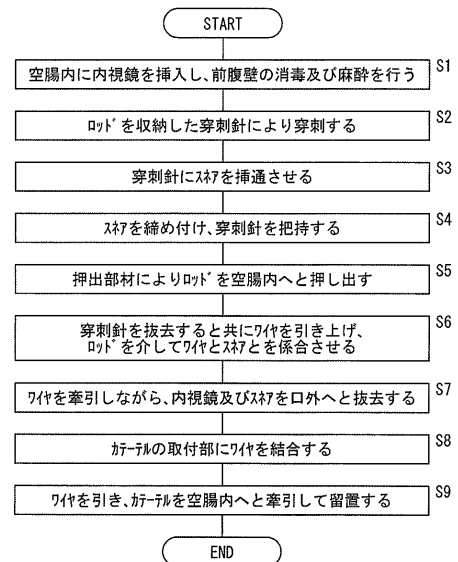 START
空腸内に内視鏡を挿入し、前腹壁の消毒及び麻酔を行う
S1
ﾛｯﾄﾞを収納した穿刺針により穿刺する
S2
穿刺針にｽﾈｱを挿通させる
S3
ｽﾈｱを締め付け、穿刺針を把持する
S4
押出部材によりﾛｯﾄﾞを空腸内へと押し出す
S5
穿刺針を抜去すると共にﾜｲﾔを引き上げ、
ﾛｯﾄﾞを介してﾜｲﾔとｽﾈｱとを係合させる
S6
ﾜｲﾔを牽引しながら、内視鏡及びｽﾈｱを口外へと抜去する
S7
ｶﾃｰﾃﾙの取付部にﾜｲﾔを結合する
S8
ﾜｲﾔを引き、ｶﾃｰﾃﾙを空腸内へと牽引して留置する
S9
END